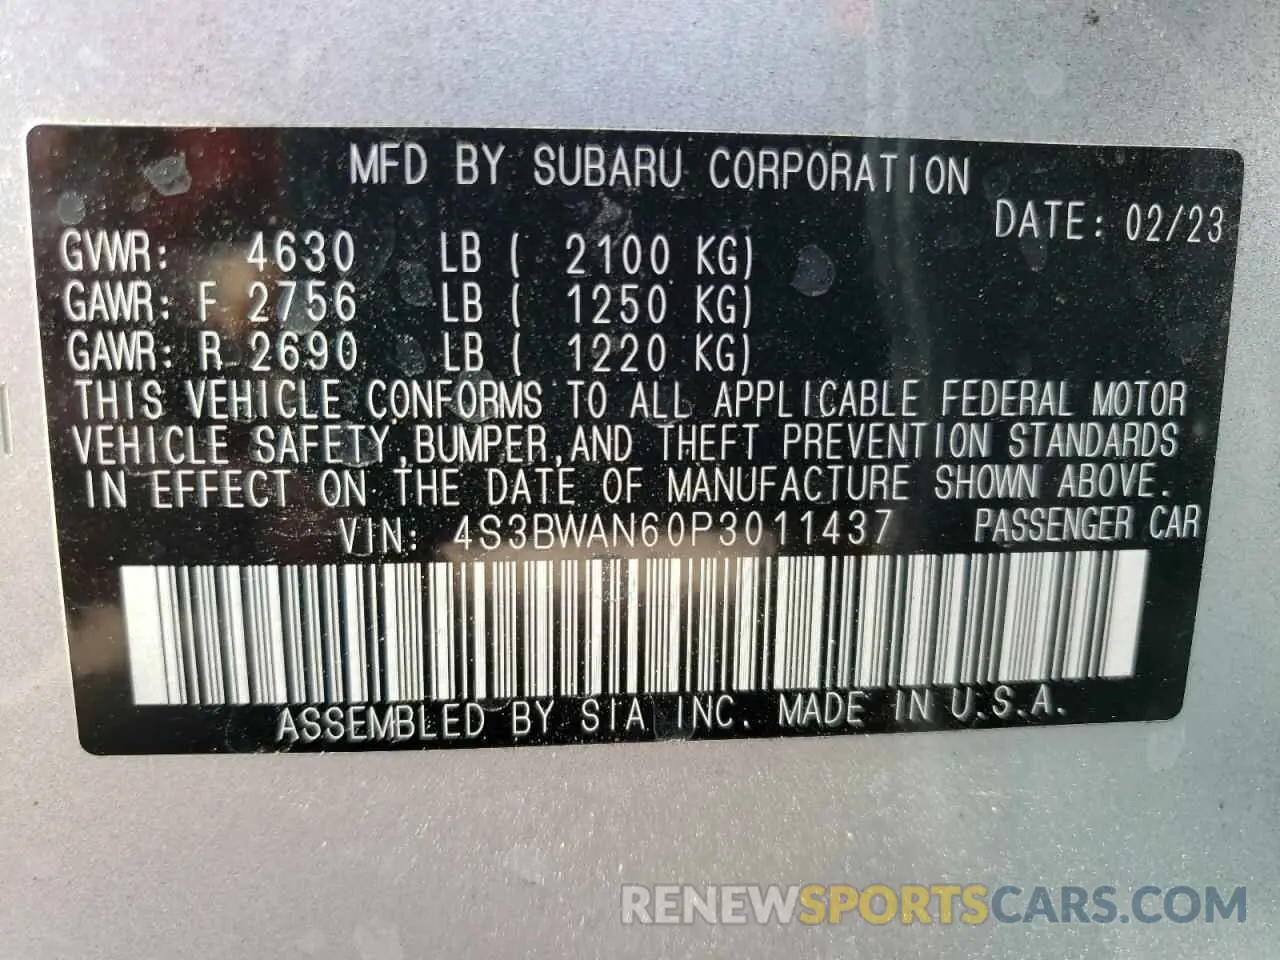 MFD BY SUBARU CORPORATION
DATE: 02/23
GVWR: 4630 LB ( 2100 KG)
GAWR: F 2756 LB ( 1250 KG)
GAWR: R 2690 LB ( 1220 KG)
THIS VEHICLE CONFORMS TO ALL APPLICABLE FEDERAL MOTOR
VEHICLE SAFETY,BUMPER,AND THEFT PREVENTION STANDARDS
IN EFFECT ON THE DATE OF MANUFACTURE SHOWN ABOVE.
VIN: 4S3BWAN60P3011437 PASSENGER CAR
ASSEMBLED BY SIA INC. MADE IN U.S.A.
RENEWSPORTSCARS.COM